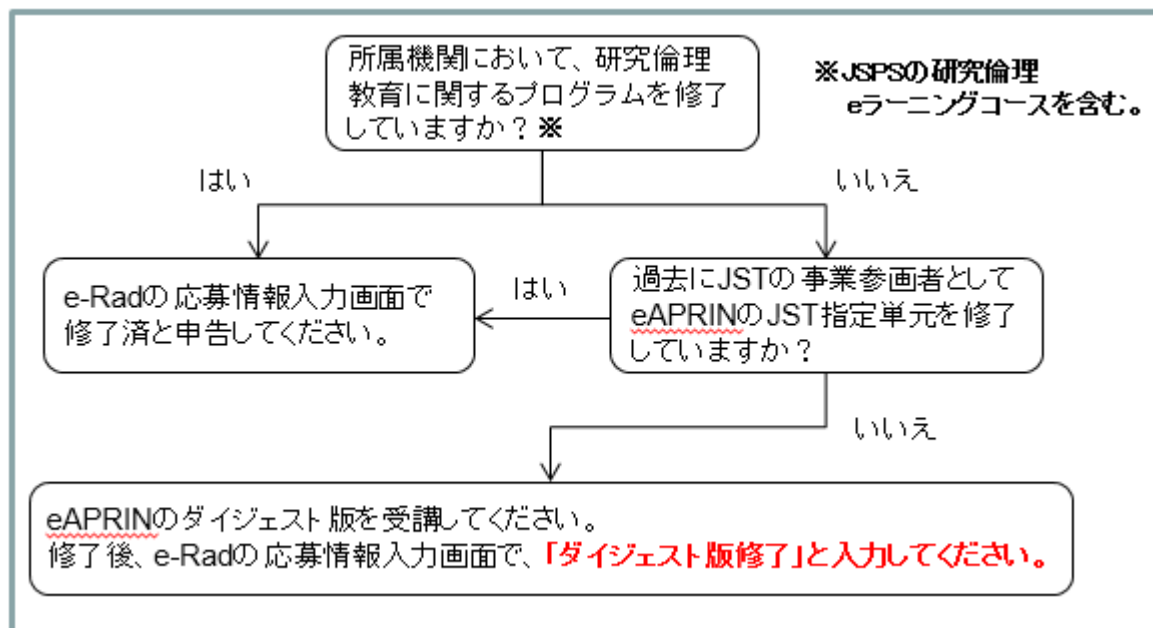 所属機関において、研究倫理
教育に関するプログラムを修了
していますか？※
※JSPSの研究倫理
eラーニングコースを含む。
はい
いいえ
e-Radの応募情報入力画面で
修了済と申告してください。
はい
過去にJSTの事業参画者として
eAPRINのJST指定単元を修了
していますか？
いいえ
eAPRINのダイジェスト版を受講してください。
修了後、e-Radの応募情報入力画面で、「ダイジェスト版修了」と入力してください。